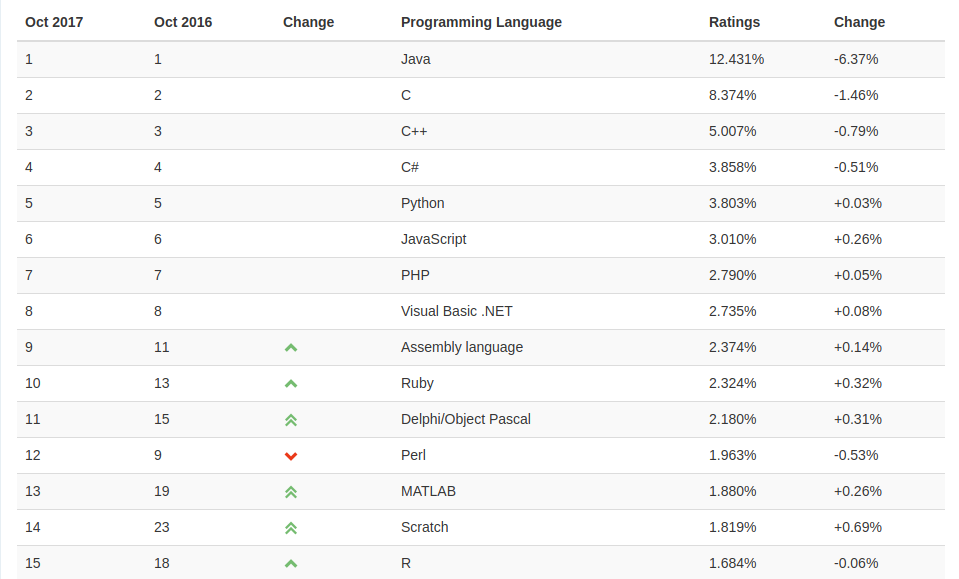 Oct 2017 Oct 2016 Change Programming Language Ratings Change
1 1 Java 12.431% -6.37%
2 2 C 8.374% -1.46%
3 3 C++ 5.007% -0.79%
4 4 C# 3.858% -0.51%
5 5 Python 3.803% +0.03%
6 6 JavaScript 3.010% +0.26%
7 7 PHP 2.790% +0.05%
8 8 Visual Basic .NET 2.735% +0.08%
9 11 Assembly language 2.374% +0.14%
10 13 Ruby 2.324% +0.32%
11 15 Delphi/Object Pascal 2.180% +0.31%
12 9 Perl 1.963% -0.53%
13 19 MATLAB 1.880% +0.26%
14 23 Scratch 1.819% +0.69%
15 18 R 1.684% -0.06%